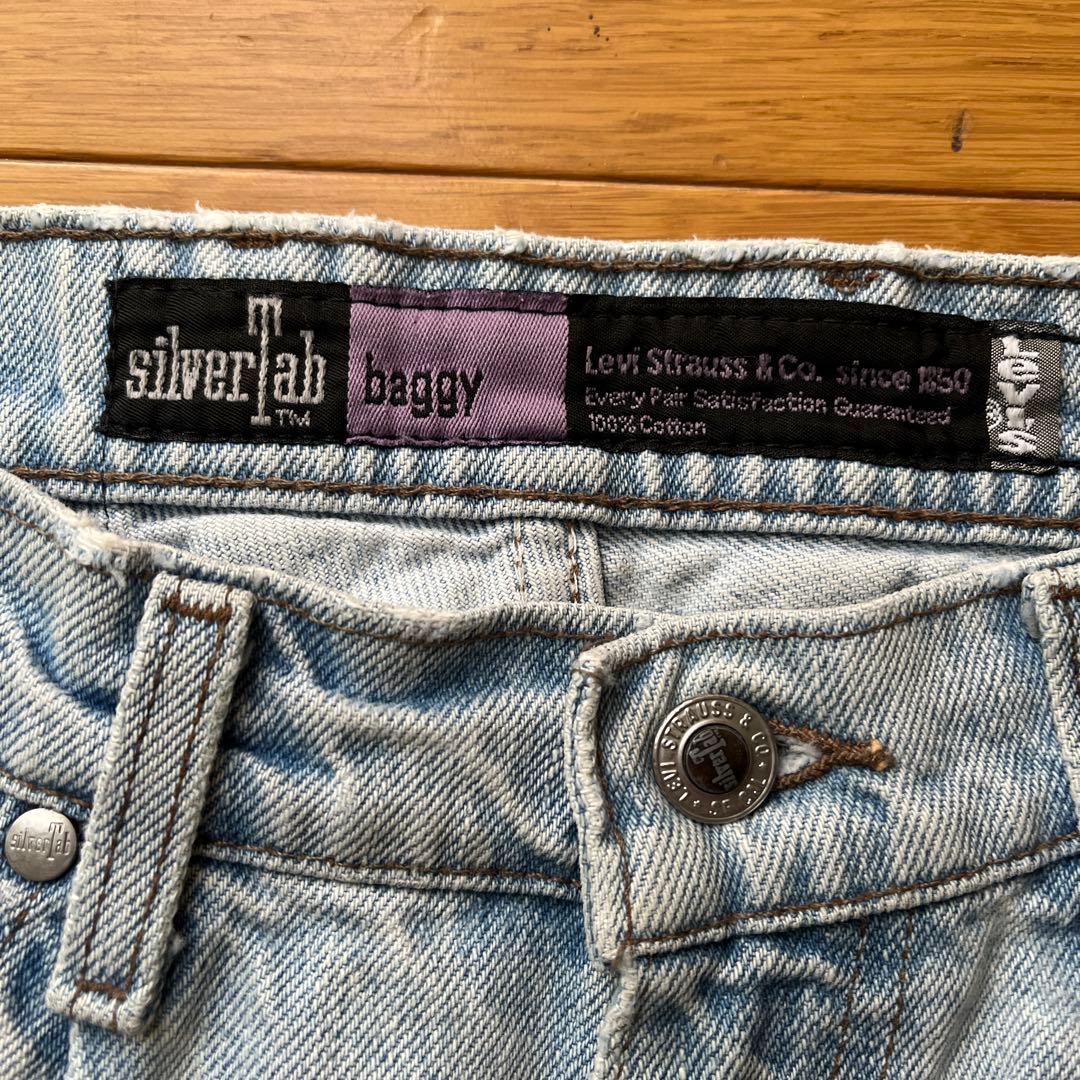 silverTab
TM
baggy
Levi Strauss & Co. since 1850
Every Pair Satisfaction Guaranteed
100% Cotton
Levi's
®
silverTab
LEVI STRAUSS & CO
silverTab